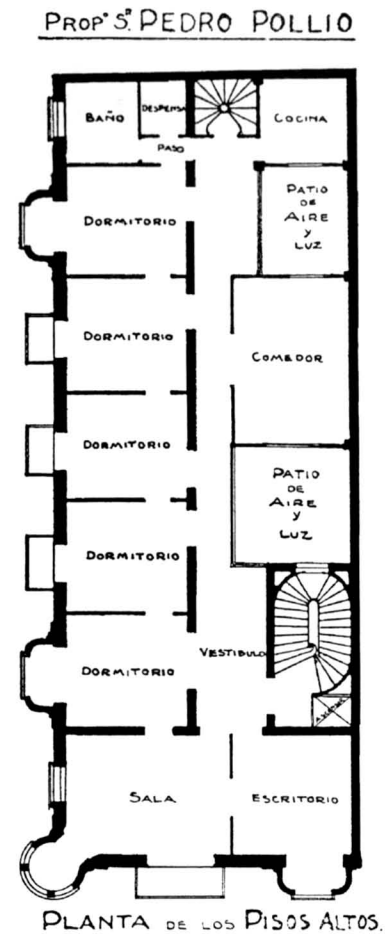 PROPº Sʳ. PEDRO POLLIO
BAÑO
DESPENSA
COCINA
PASO
DORMITORIO
PATIO
DE
AIRE
Y
LUZ
DORMITORIO
COMEDOR
DORMITORIO
PATIO
DE
AIRE
Y
LUZ
DORMITORIO
VESTIBULO
DORMITORIO
SALA
ESCRITORIO
PLANTA DE LOS PISOS ALTOS.